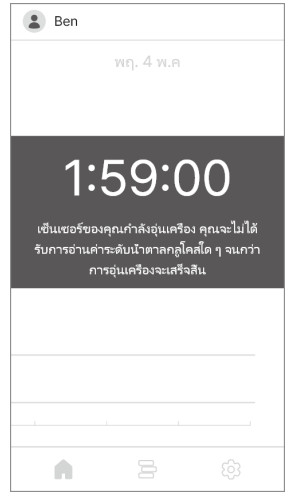 Ben
พฤ. 4 พ.ค
1:59:00
เซ็นเซอร์ของคุณกำลังอุ่นเครื่อง คุณจะไม่ได้
รับการอ่านค่าระดับน้ำตาลกลูโคสใด ๆ จนกว่า
การอุ่นเครื่องจะเสร็จสิ้น